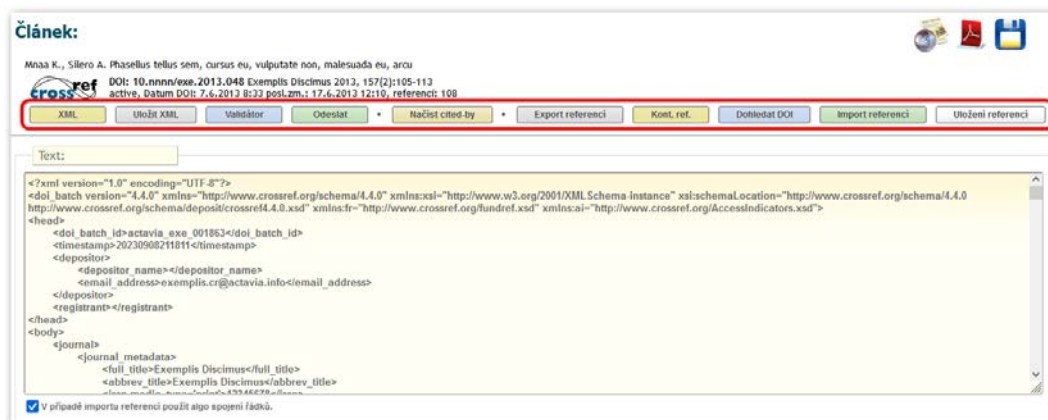 Článek:
Mnaa K., Silero A. Phasellus tellus sem, cursus eu, vulputate non, malesuada eu, arcu
crossref
DOI: 10.nnnn/exe.2013.048 Exemplis Discimus 2013, 157(2):105-113
active, Datum DOI: 7.6.2013 8:33 posl.zm.: 17.6.2013 12:10, referencí: 108
XML Uložit XML Validátor Odeslat • Načíst cited-by • Export referencí Kont. ref. Dohledat DOI Import referencí Uložení referencí
Text:
<?xml version="1.0" encoding="UTF-8"?>
<doi_batch version="4.4.0" xmlns="http://www.crossref.org/schema/4.4.0" xmlns:xsi="http://www.w3.org/2001/XMLSchema-instance" xsi:schemaLocation="http://www.crossref.org/schema/4.4.0
http://www.crossref.org/schema/deposit/crossref4.4.0.xsd" xmlns:fr="http://www.crossref.org/fundref.xsd" xmlns:ai="http://www.crossref.org/AccessIndicators.xsd">
<head>
<doi_batch_id>actavia_exe_001863</doi_batch_id>
<timestamp>20230908211811</timestamp>
<depositor>
<depositor_name></depositor_name>
<email_address>exemplis.cr@actavia.info</email_address>
</depositor>
<registrant></registrant>
</head>
<body>
<journal>
<journal_metadata>
<full_title>Exemplis Discimus</full_title>
<abbrev_title>Exemplis Discimus</abbrev_title>
<issn media_type='print'>12345678</issn>
V případě importu referencí použít algo spojení řádků.